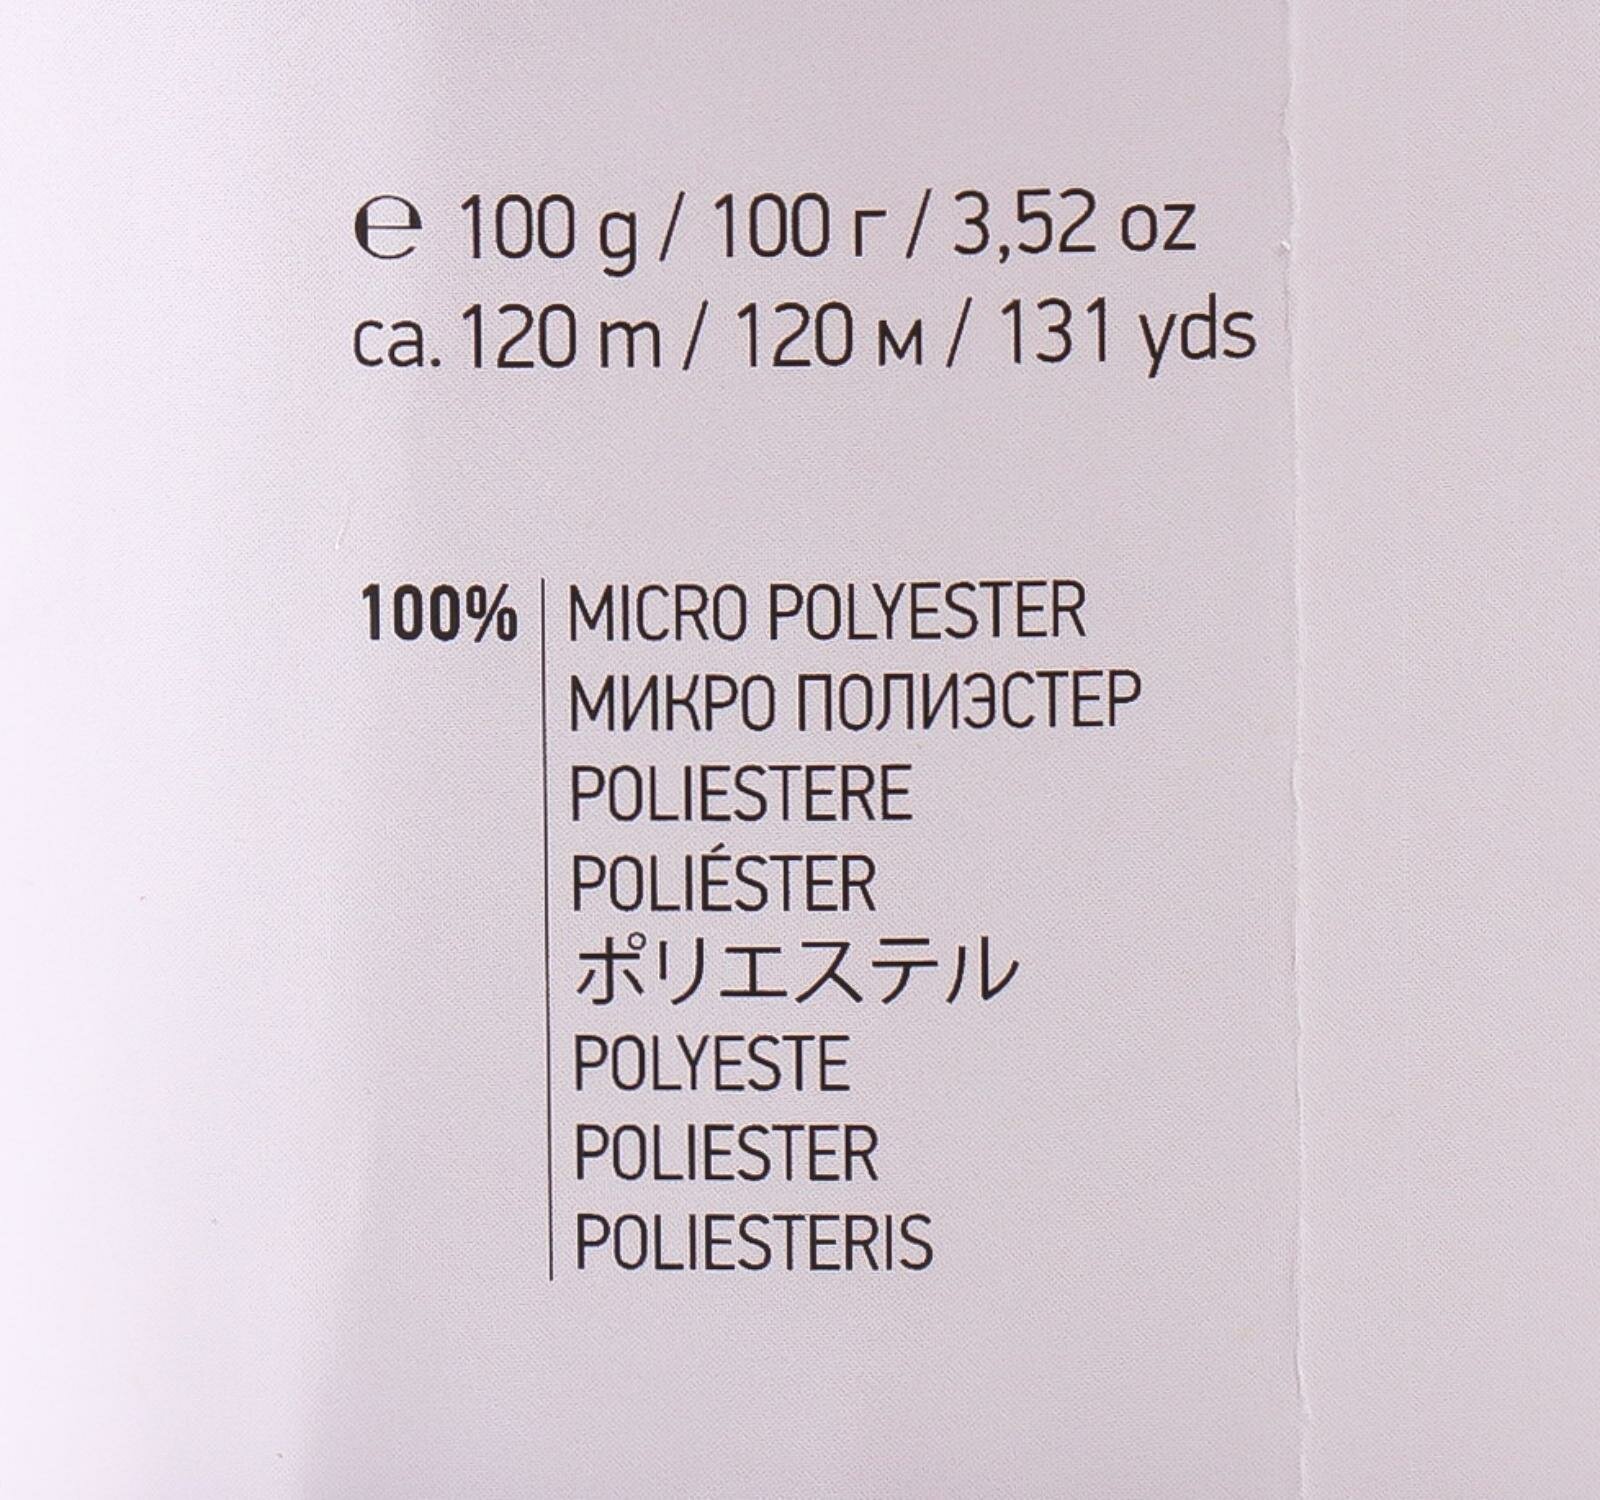 ℮ 100 g / 100 г / 3,52 oz
ca. 120 m / 120 м / 131 yds
100% MICRO POLYESTER
МИКРО ПОЛИЭСТЕР
POLIESTERE
POLIÉSTER
ポリエステル
POLYESTE
POLIESTER
POLIESTERIS